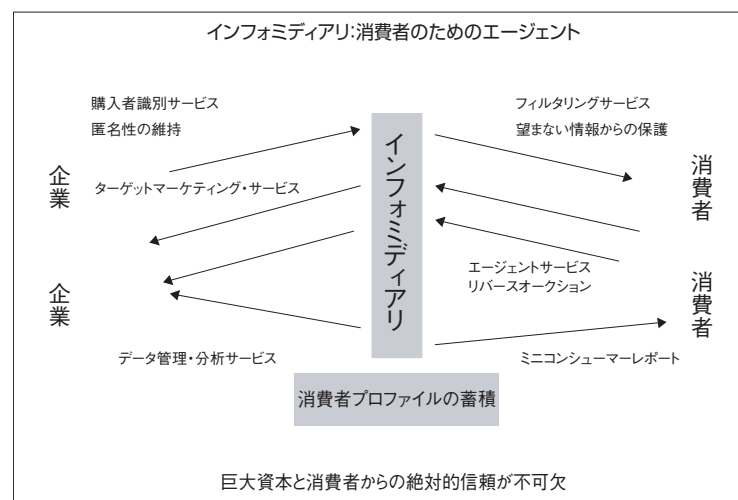 インフォミディアリ:消費者のためのエージェント
購入者識別サービス
匿名性の維持
フィルタリングサービス
望まない情報からの保護
企業
ターゲットマーケティング・サービス
インフォミディアリ
消費者
企業
エージェントサービス
リバースオークション
消費者
データ管理・分析サービス
ミニコンシューマーレポート
消費者プロファイルの蓄積
巨大資本と消費者からの絶対的信頼が不可欠